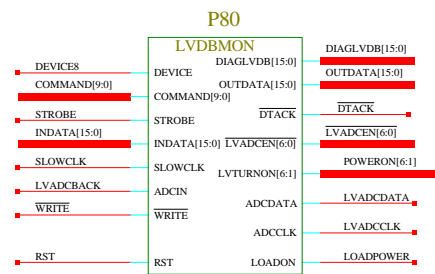 P80
LVDBMON
DEVICE8
COMMAND[9:0]
STROBE
INDATA[15:0]
SLOWCLK
LVADCBACK
WRITE
RST
DEVICE
COMMAND[9:0]
STROBE
INDATA[15:0]
SLOWCLK
ADCIN
WRITE
RST
DIAGLVDB[15:0]
OUTDATA[15:0]
DTACK
LVADCEN[6:0]
LVTURNON[6:1]
ADCDATA
ADCCLK
LOADON
DIAGLVDB[15:0]
OUTDATA[15:0]
DTACK
LVADCEN[6:0]
POWERON[6:1]
LVADCDATA
LVADCCLK
LOADPOWER